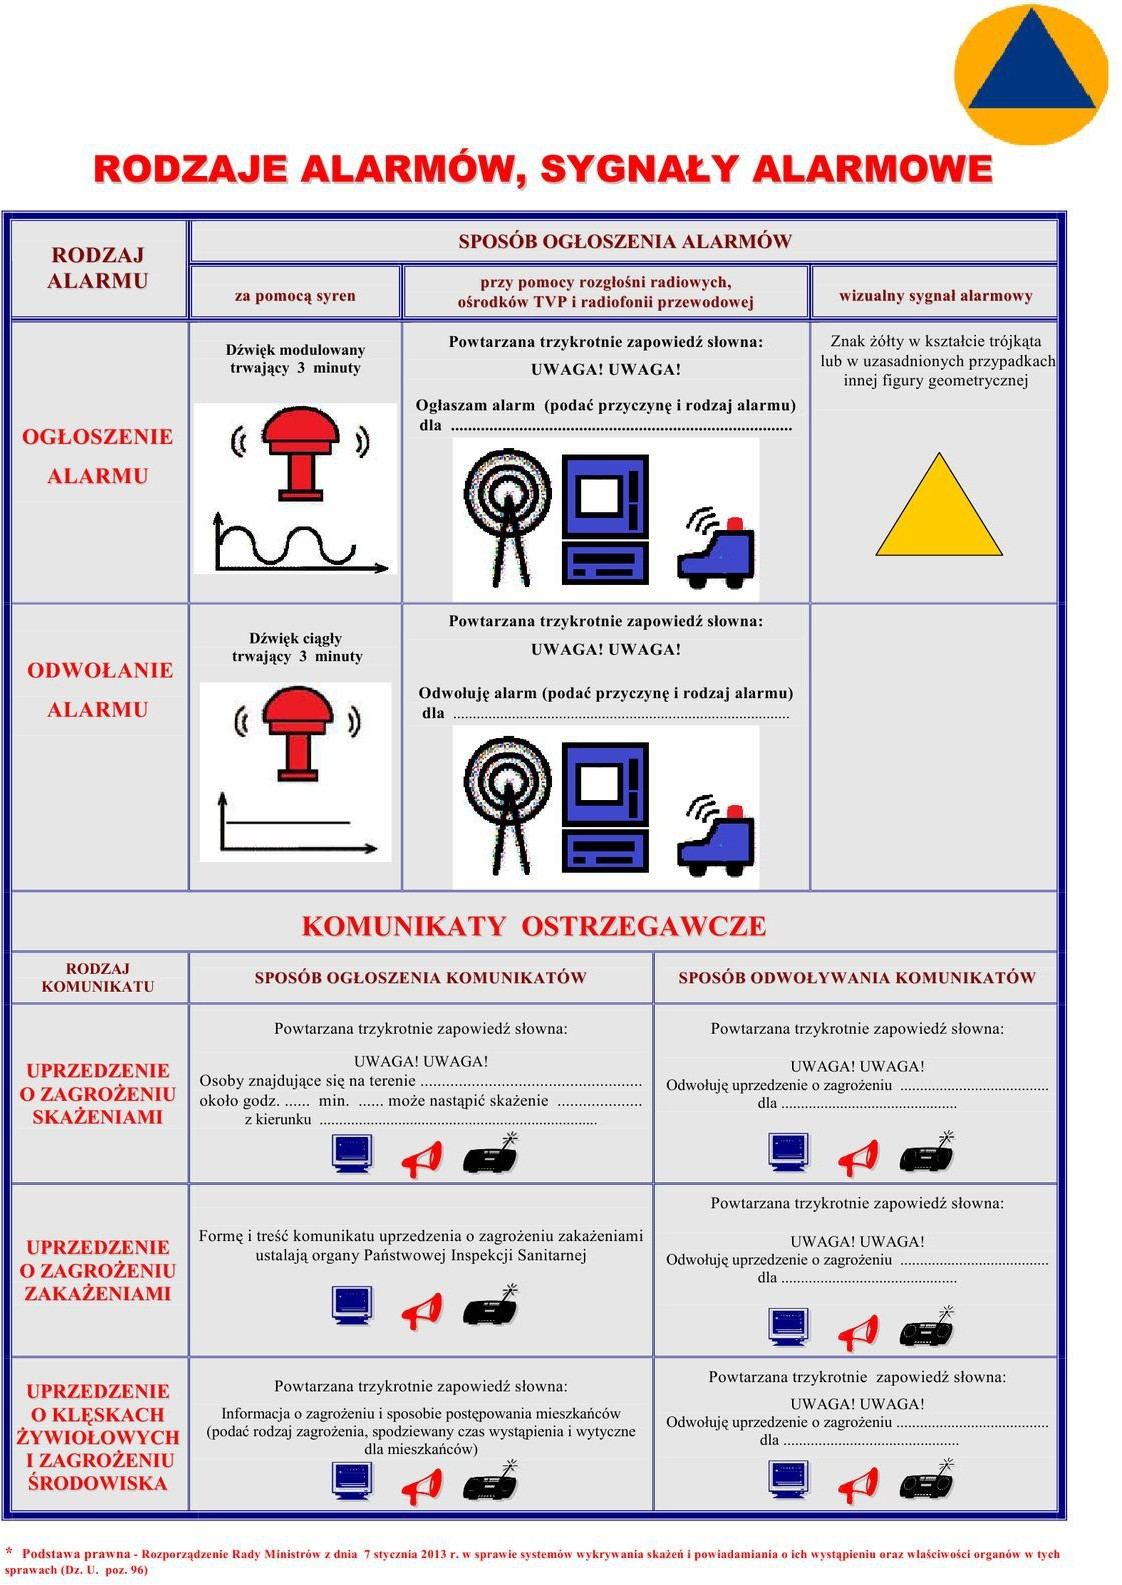 RODZAJE ALARMÓW, SYGNAŁY ALARMOWE
RODZAJ
ALARMU
SPOSÓB OGŁOSZENIA ALARMÓW
za pomocą syren
przy pomocy rozgłośni radiowych,
ośrodków TVP i radiofonii przewodowej
wizualny sygnał alarmowy
OGŁOSZENIE
ALARMU
Dźwięk modulowany
trwający 3 minuty
Powtarzana trzykrotnie zapowiedź słowna:
UWAGA! UWAGA!
Ogłaszam alarm (podać przyczynę i rodzaj alarmu)
dla ................................................................................
Znak żółty w kształcie trójkąta
lub w uzasadnionych przypadkach
innej figury geometrycznej
ODWOŁANIE
ALARMU
Dźwięk ciągły
trwający 3 minuty
Powtarzana trzykrotnie zapowiedź słowna:
UWAGA! UWAGA!
Odwołuję alarm (podać przyczynę i rodzaj alarmu)
dla ......................................................................................
KOMUNIKATY OSTRZEGAWCZE
RODZAJ
KOMUNIKATU
SPOSÓB OGŁOSZENIA KOMUNIKATÓW
SPOSÓB ODWOŁYWANIA KOMUNIKATÓW
UPRZEDZENIE
O ZAGROŻENIU
SKAŻENIAMI
Powtarzana trzykrotnie zapowiedź słowna:
UWAGA! UWAGA!
Osoby znajdujące się na terenie ......................................................
około godz. ...... min. ...... może nastąpić skażenie .....................
z kierunku ....................................................................
Powtarzana trzykrotnie zapowiedź słowna:
UWAGA! UWAGA!
Odwołuję uprzedzenie o zagrożeniu .....................................
dla ............................................
UPRZEDZENIE
O ZAGROŻENIU
ZAKAŻENIAMI
Formę i treść komunikatu uprzedzenia o zagrożeniu zakażeniami
ustalają organy Państwowej Inspekcji Sanitarnej
Powtarzana trzykrotnie zapowiedź słowna:
UWAGA! UWAGA!
Odwołuję uprzedzenie o zagrożeniu .....................................
dla ............................................
UPRZEDZENIE
O KLĘSKACH
ŻYWIOŁOWYCH
I ZAGROŻENIU
ŚRODOWISKA
Powtarzana trzykrotnie zapowiedź słowna:
Informacja o zagrożeniu i sposobie postępowania mieszkańców
(podać rodzaj zagrożenia, spodziewany czas wystąpienia i wytyczne
dla mieszkańców)
Powtarzana trzykrotnie zapowiedź słowna:
UWAGA! UWAGA!
Odwołuję uprzedzenie o zagrożeniu ......................................
dla ............................................
* Podstawa prawna - Rozporządzenie Rady Ministrów z dnia 7 stycznia 2013 r. w sprawie systemów wykrywania skażeń i powiadamiania o ich wystąpieniu oraz właściwości organów w tych
sprawach (Dz. U. poz. 96)